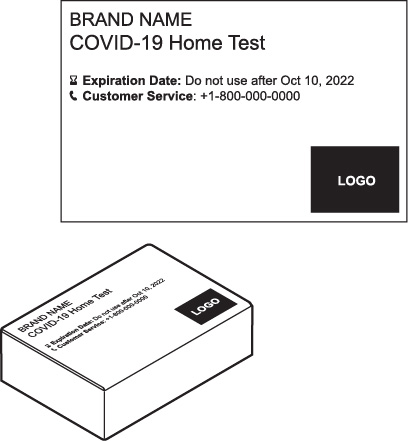 BRAND NAME
COVID-19 Home Test
Expiration Date: Do not use after Oct 10, 2022
Customer Service: +1-800-000-0000
LOGO
BRAND NAME
COVID-19 Home Test
Expiration Date: Do not use after Oct 10, 2022
Customer Service: +1-800-000-0000
LOGO